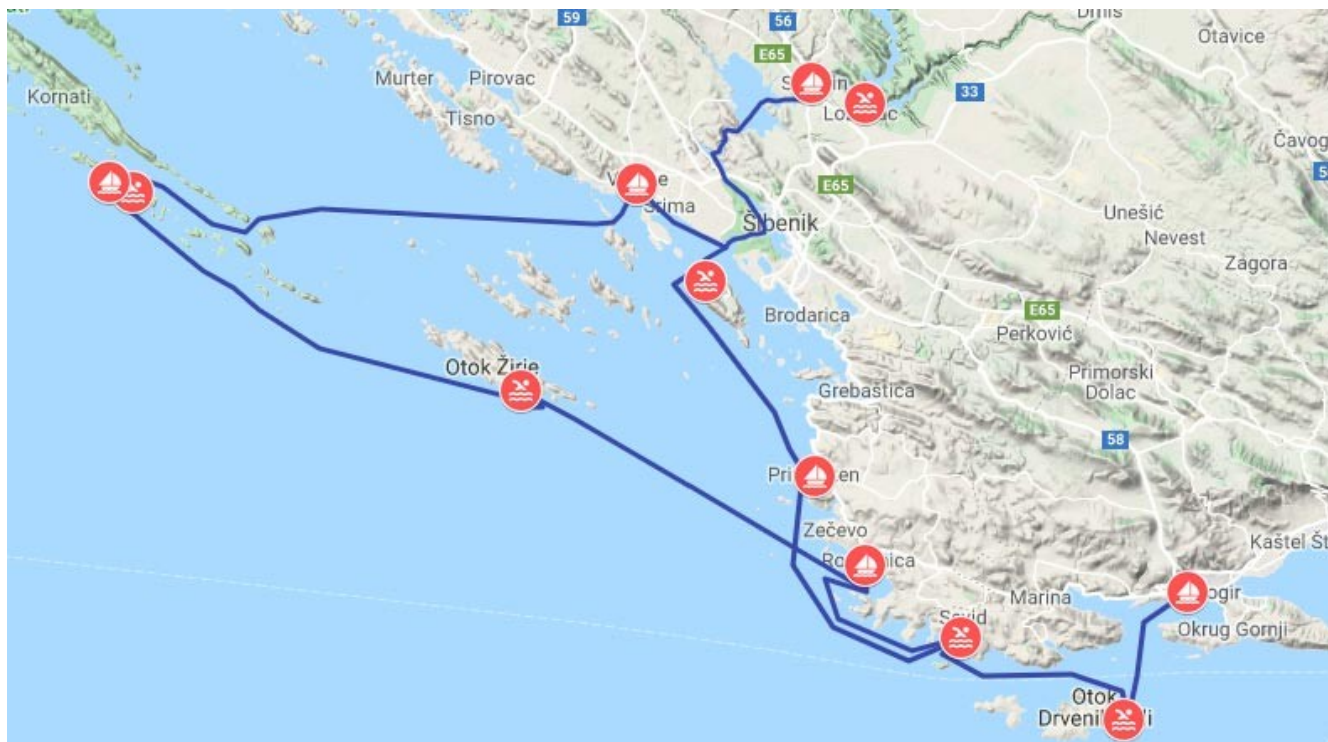 59
56
Drniš
Otavice
E65
Murter
Pirovac
Kornati
33
Tisno
Čavog
E65
Srima
Unešić
Šibenik
Nevest
Zagora
Brodarica
E65
Perković
Otok Žirje
Primorski
Dolac
Grebaštica
58
Zečevo
Kaštel Št
Marina
Okrug Gornji
Otok